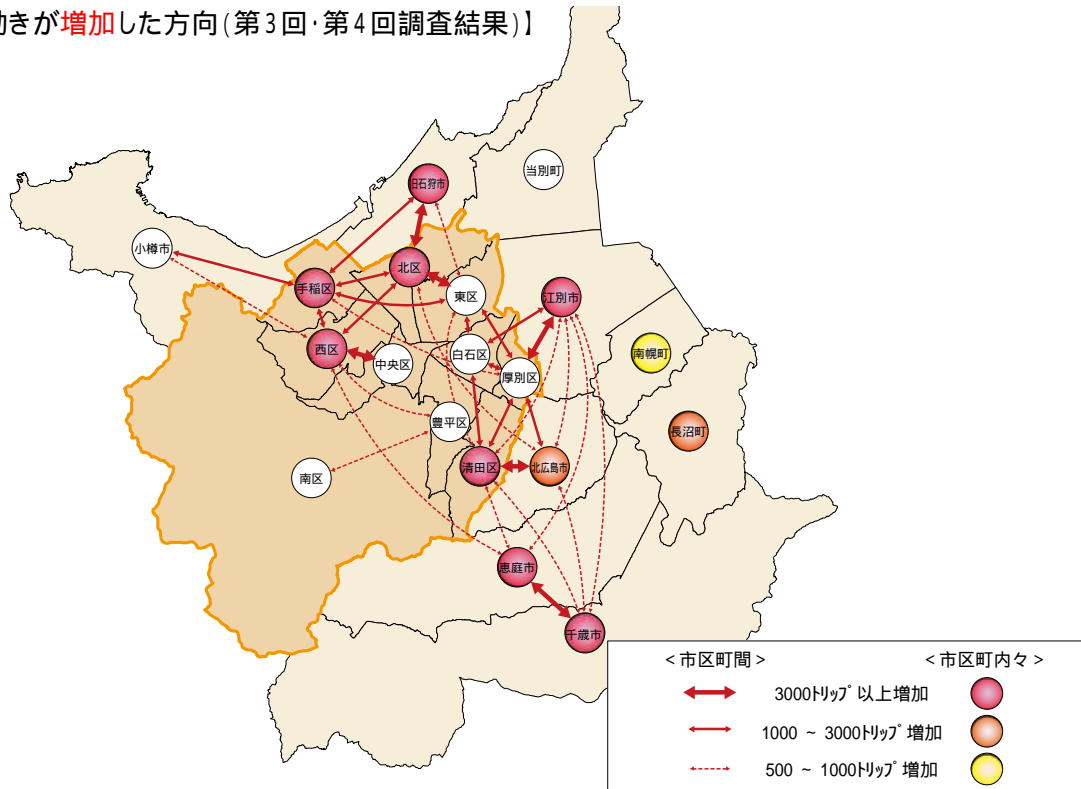 動きが増加した方向(第3回·第4回調査結果)】
当別町
旧石狩市
小樽市
北区
手稲区
東区
江別市
西区
中央区
白石区
南幌町
厚別区
豊平区
長沼町
清田区
北広島市
南区
恵庭市
千歳市
<市区町間>
<市区町内々>
3000トリップ以上増加
1000 ~ 3000トリップ増加
500 ~ 1000トリップ増加